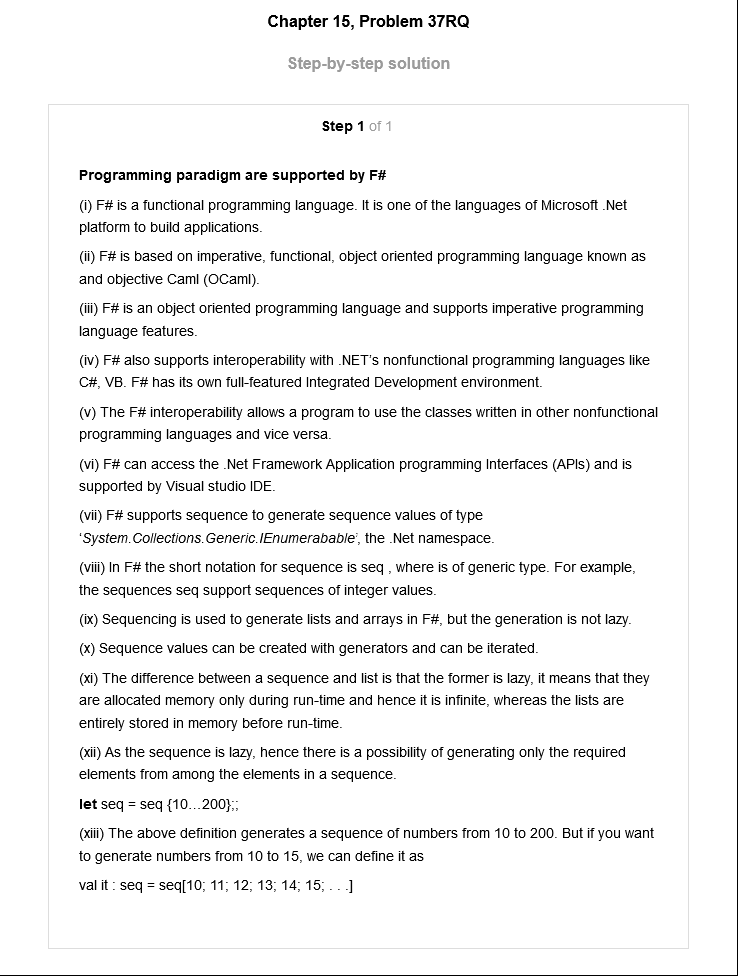 Chapter 15, Problem 37RQ
Step-by-step solution
Step 1 of 1
Programming paradigm are supported by F#
(i) F# is a functional programming language. It is one of the languages of Microsoft .Net
platform to build applications.
(ii) F# is based on imperative, functional, object oriented programming language known as
and objective Caml (OCaml).
(iii) F# is an object oriented programming language and supports imperative programming
language features.
(iv) F# also supports interoperability with .NET's nonfunctional programming languages like
C#, VB. F# has its own full-featured Integrated Development environment.
(v) The F# interoperability allows a program to use the classes written in other nonfunctional
programming languages and vice versa.
(vi) F# can access the .Net Framework Application programming Interfaces (APIs) and is
supported by Visual studio IDE.
(vii) F# supports sequence to generate sequence values of type
‘System.Collections.Generic.IEnumerabable’, the .Net namespace.
(viii) In F# the short notation for sequence is seq , where is of generic type. For example,
the sequences seq support sequences of integer values.
(ix) Sequencing is used to generate lists and arrays in F#, but the generation is not lazy.
(x) Sequence values can be created with generators and can be iterated.
(xi) The difference between a sequence and list is that the former is lazy, it means that they
are allocated memory only during run-time and hence it is infinite, whereas the lists are
entirely stored in memory before run-time.
(xii) As the sequence is lazy, hence there is a possibility of generating only the required
elements from among the elements in a sequence.
let seq = seq {10...200};;
(xiii) The above definition generates a sequence of numbers from 10 to 200. But if you want
to generate numbers from 10 to 15, we can define it as
val it : seq = seq[10; 11; 12; 13; 14; 15; . . .]